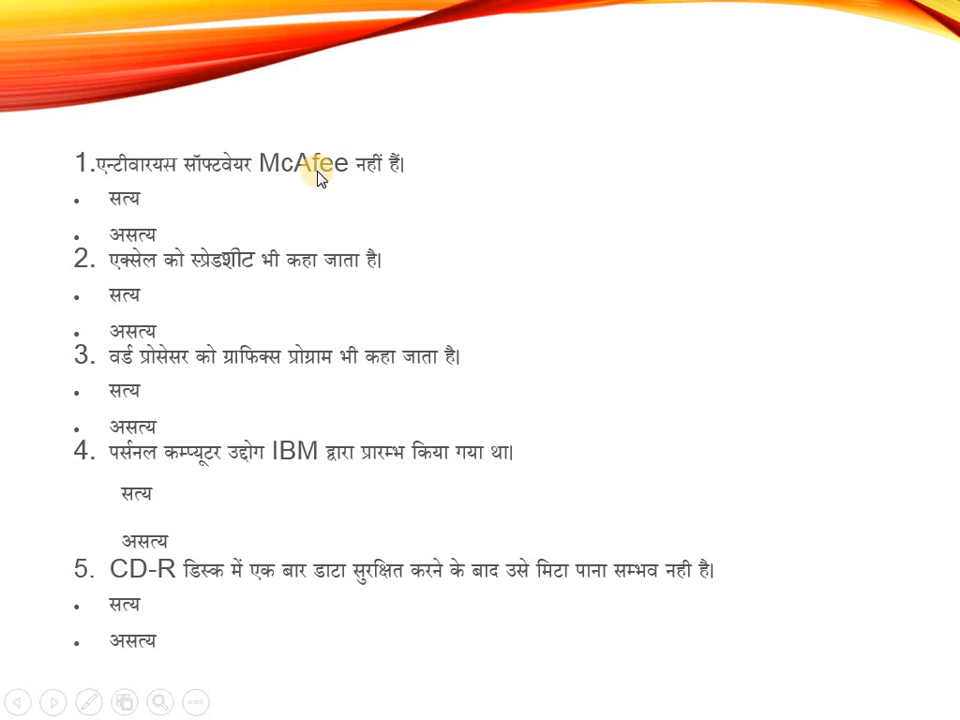 1.एन्टीवारयस सॉफ्टवेयर McAfee नहीं हैं।
• सत्य
• असत्य
2. एक्सेल को स्प्रेडशीट भी कहा जाता है।
• सत्य
• असत्य
3. वर्ड प्रोसेसर को ग्राफिक्स प्रोग्राम भी कहा जाता है।
• सत्य
• असत्य
4. पर्सनल कम्प्यूटर उद्दोग IBM द्वारा प्रारम्भ किया गया था।
सत्य
असत्य
5. CD-R डिस्क में एक बार डाटा सुरक्षित करने के बाद उसे मिटा पाना सम्भव नही है।
• सत्य
• असत्य